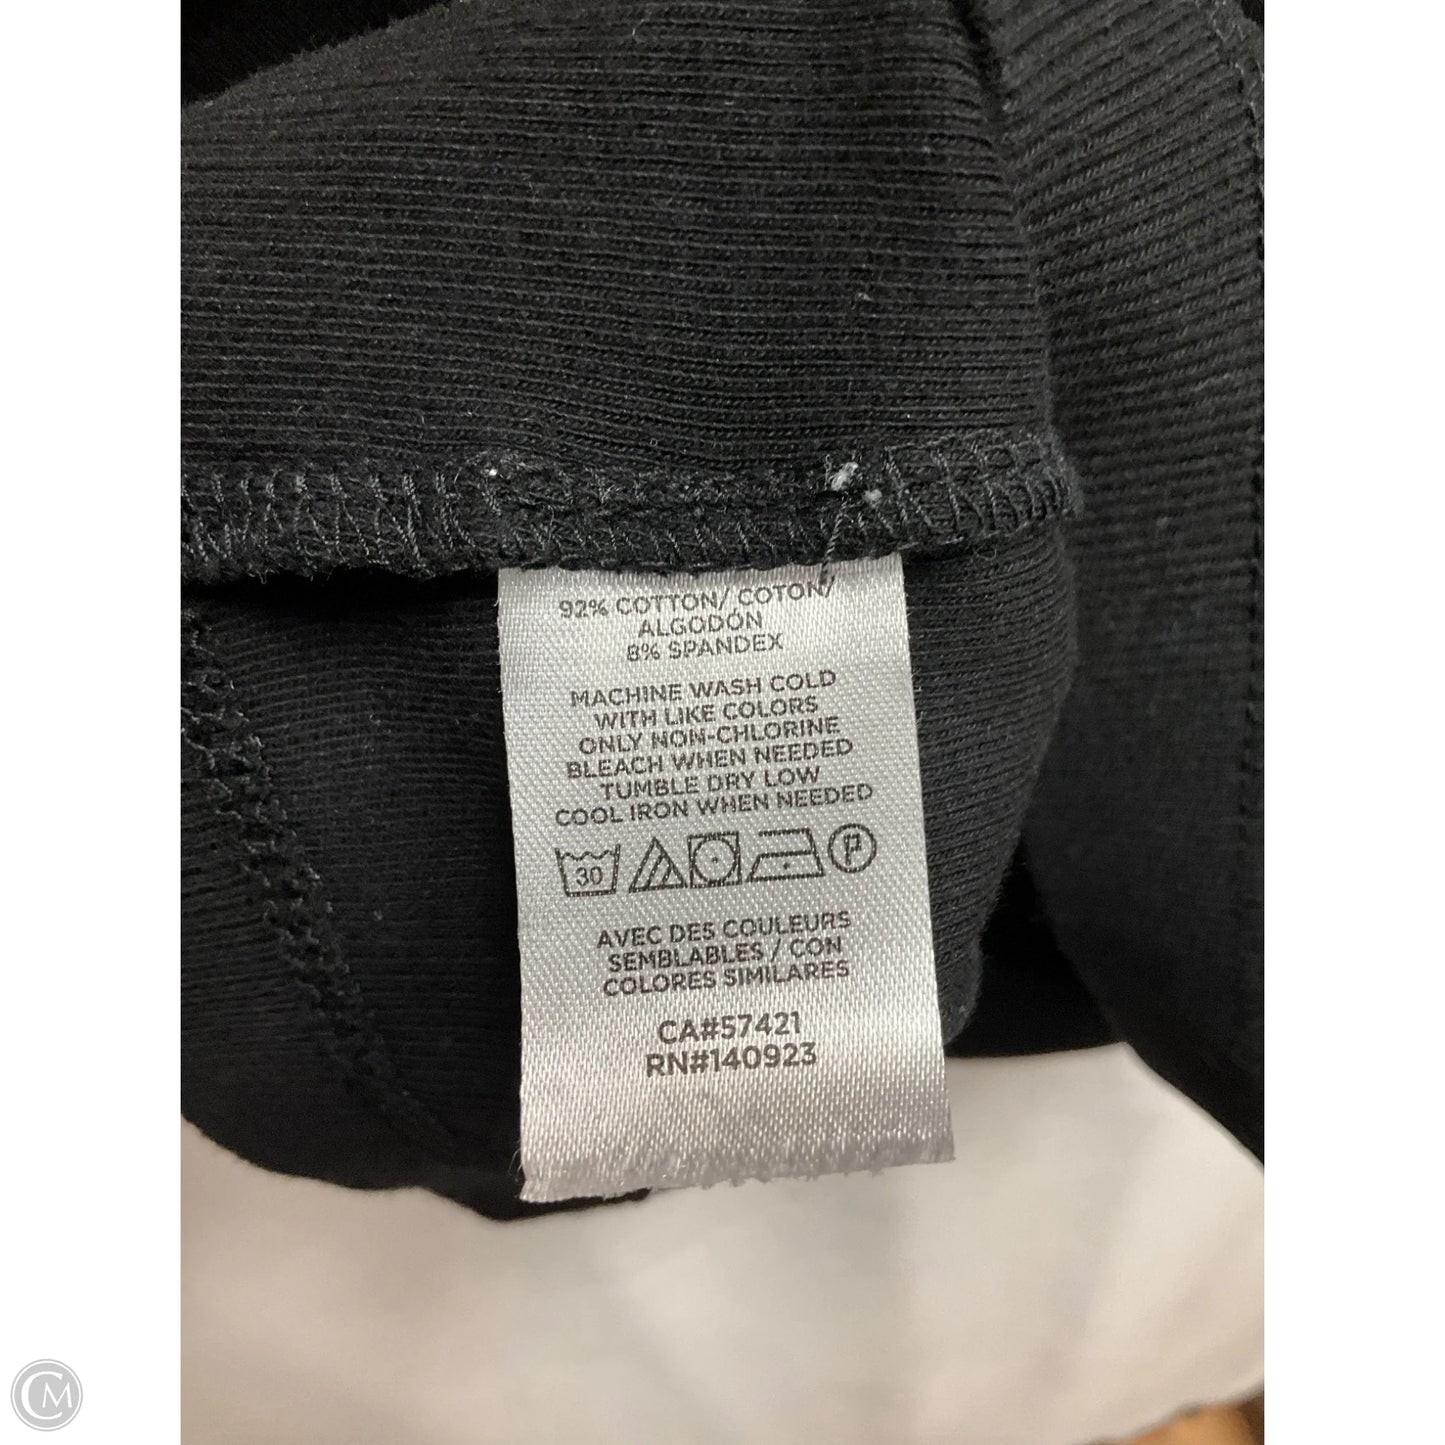 92% COTTON/ COTON/
ALGODÓN
8% SPANDEX
MACHINE WASH COLD
WITH LIKE COLORS
ONLY NON-CHLORINE
BLEACH WHEN NEEDED
TUMBLE DRY LOW
COOL IRON WHEN NEEDED
30 P
AVEC DES COULEURS
SEMBLABLES / CON
COLORES SIMILARES
CA#57421
RN#140923
CM